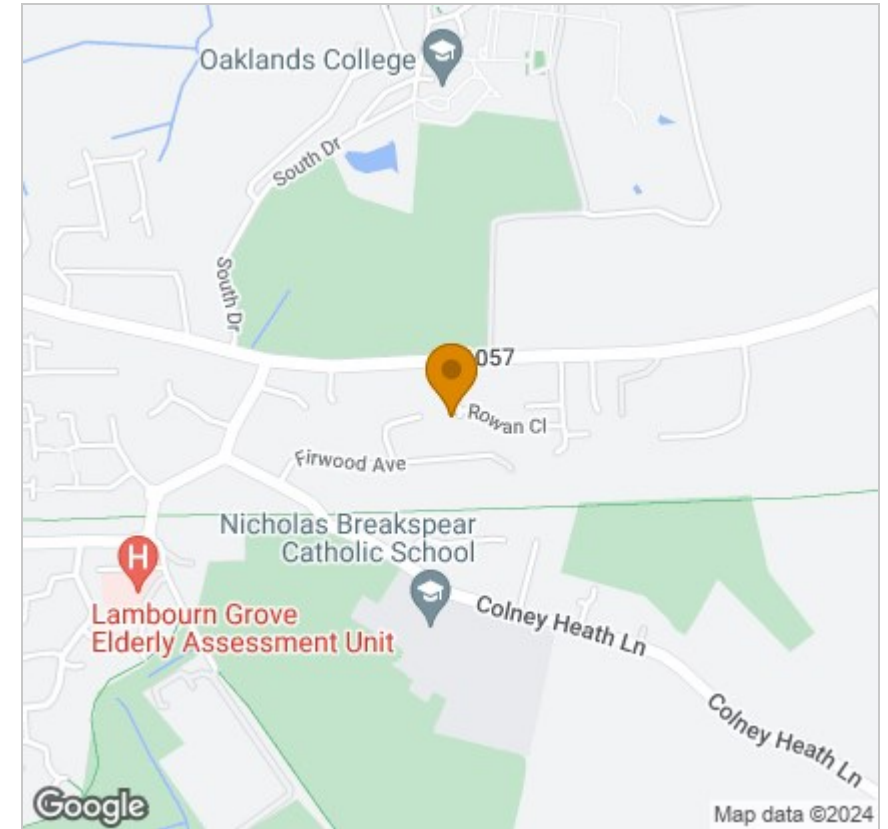 Oaklands College
South Dr
South Dr
057
Rowan Cl
Firwood Ave
Nicholas Breakspear
Catholic School
H
Lambourn Grove
Elderly Assessment Unit
Colney Heath Ln
Colney Heath Ln
Google
Map data ©2024